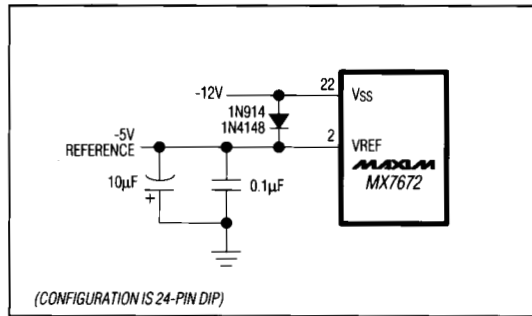 -12V
22
VSS
1N914
1N4148
-5V
REFERENCE
2
VREF
MAXIM
MX7672
10µF
+
0.1µF
(CONFIGURATION IS 24-PIN DIP)